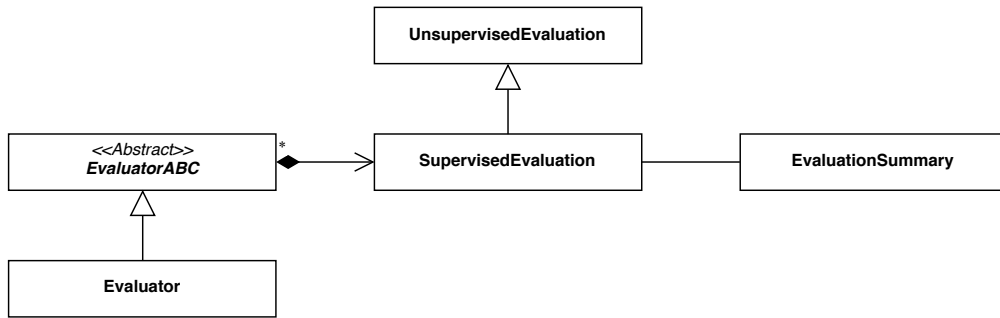 UnsupervisedEvaluation
<<Abstract>>
EvaluatorABC
*
SupervisedEvaluation
EvaluationSummary
Evaluator